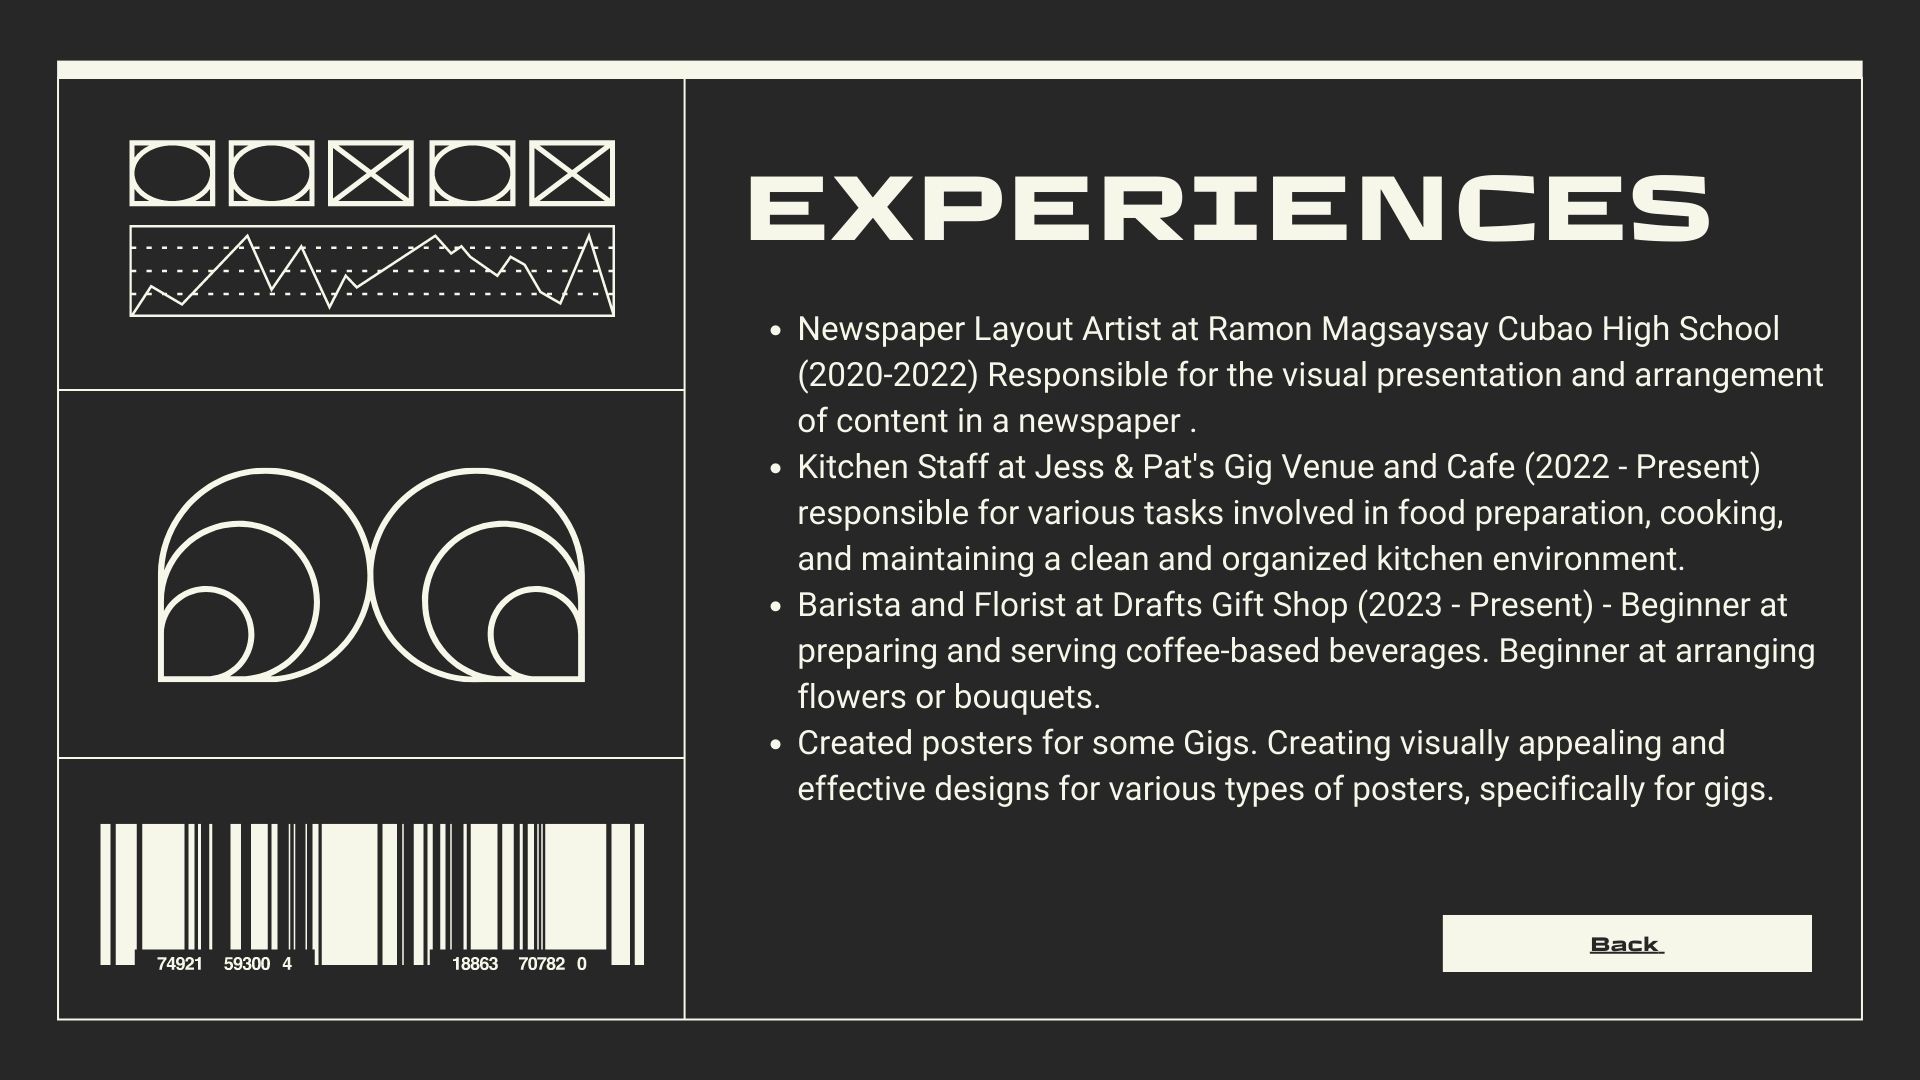 EXPERIENCES
• Newspaper Layout Artist at Ramon Magsaysay Cubao High School
(2020-2022) Responsible for the visual presentation and arrangement
of content in a newspaper .
• Kitchen Staff at Jess & Pat's Gig Venue and Cafe (2022 - Present)
responsible for various tasks involved in food preparation, cooking,
and maintaining a clean and organized kitchen environment.
• Barista and Florist at Drafts Gift Shop (2023 - Present) - Beginner at
preparing and serving coffee-based beverages. Beginner at arranging
flowers or bouquets.
• Created posters for some Gigs. Creating visually appealing and
effective designs for various types of posters, specifically for gigs.
74921 59300 4 18863 70782 0
Back